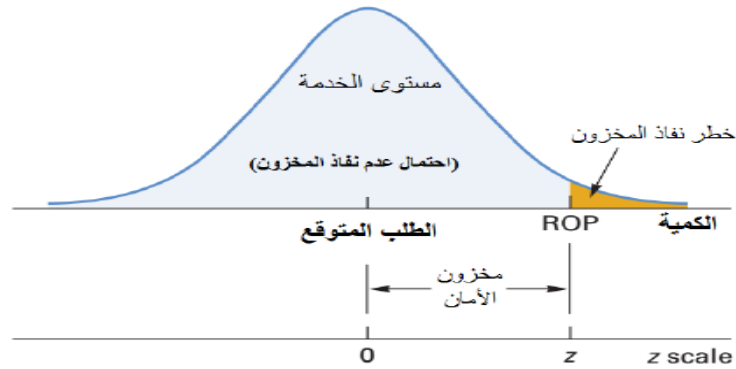 مستوى الخدمة
خطر نفاذ المخزون
(احتمال عدم نفاذ المخزون)
الطلب المتوقع
ROP
الكمية
مخزون
الأمان
0
z
z scale